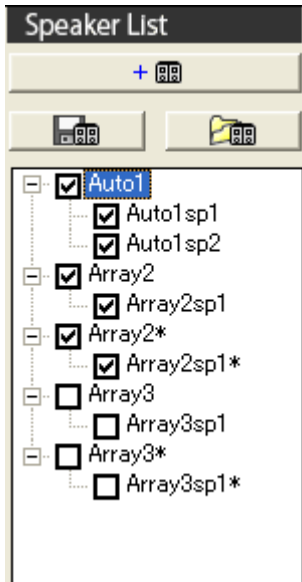 Speaker List
+
Auto1
Auto1sp1
Auto1sp2
Array2
Array2sp1
Array2*
Array2sp1*
Array3
Array3sp1
Array3*
Array3sp1*